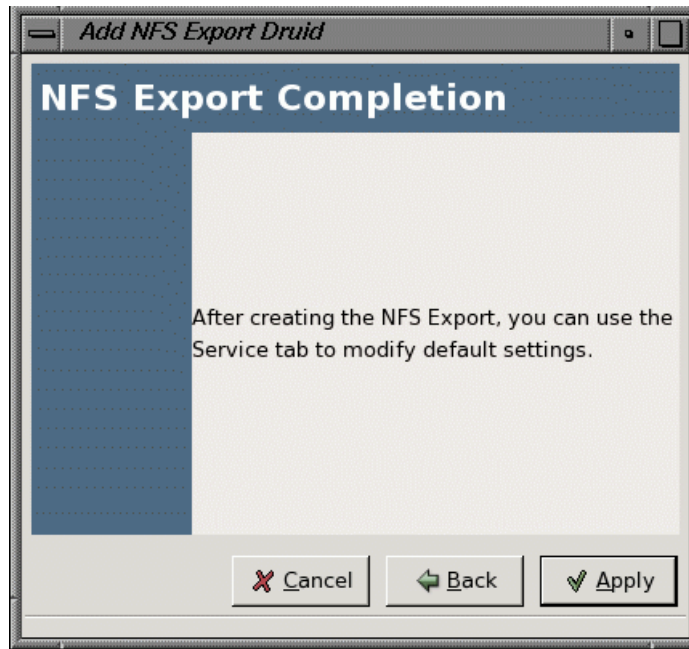 Add NFS Export Druid
NFS Export Completion
After creating the NFS Export, you can use the
Service tab to modify default settings.
Cancel
Back
Apply